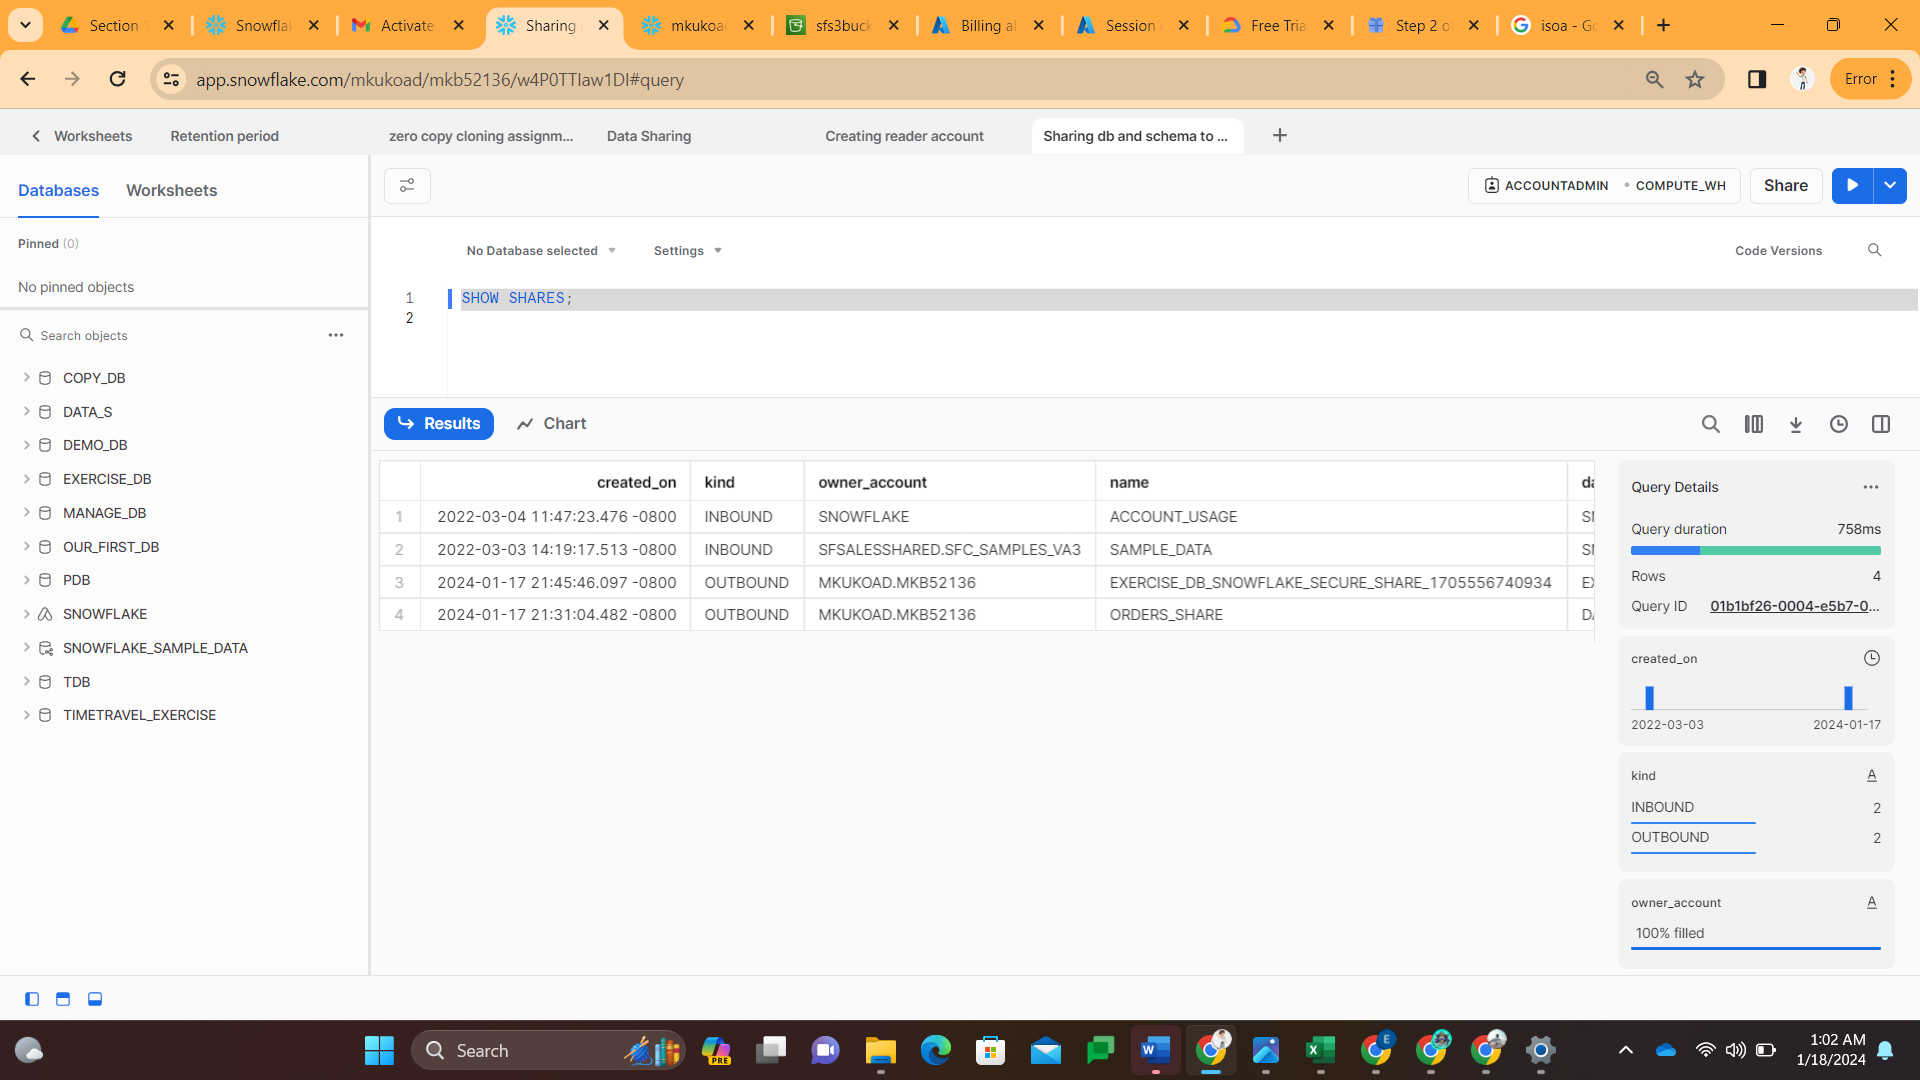 Section 1
Snowfla
Activate
Sharing
mkukoa
sfs3buck
Billing al
Session
Free Tria
Step 2 o
isoa - Go
app.snowflake.com/mkukoad/mkb52136/w4P0TTIaw1DI#query
Error
Worksheets
Retention period
zero copy cloning assignm...
Data Sharing
Creating reader account
Sharing db and schema to ...
Databases
Worksheets
ACCOUNTADMIN
COMPUTE_WH
Share
Pinned (0)
No pinned objects
No Database selected
Settings
Code Versions
1
SHOW SHARES;
2
Search objects
COPY_DB
DATA_S
DEMO_DB
EXERCISE_DB
MANAGE_DB
OUR_FIRST_DB
PDB
SNOWFLAKE
SNOWFLAKE_SAMPLE_DATA
TDB
TIMETRAVEL_EXERCISE
Results
Chart
created_on kind owner_account name da
1 2022-03-04 11:47:23.476 -0800 INBOUND SNOWFLAKE ACCOUNT_USAGE SN
2 2022-03-03 14:19:17.513 -0800 INBOUND SFSALESSHARED.SFC_SAMPLES_VA3 SAMPLE_DATA SN
3 2024-01-17 21:45:46.097 -0800 OUTBOUND MKUKOAD.MKB52136 EXERCISE_DB_SNOWFLAKE_SECURE_SHARE_1705556740934 EX
4 2024-01-17 21:31:04.482 -0800 OUTBOUND MKUKOAD.MKB52136 ORDERS_SHARE DA
Query Details
Query duration 758ms
Rows 4
Query ID 01b1bf26-0004-e5b7-0...
created_on
2022-03-03 2024-01-17
kind A
INBOUND 2
OUTBOUND 2
owner_account A
100% filled
Search
PRE
E
1:02 AM
1/18/2024